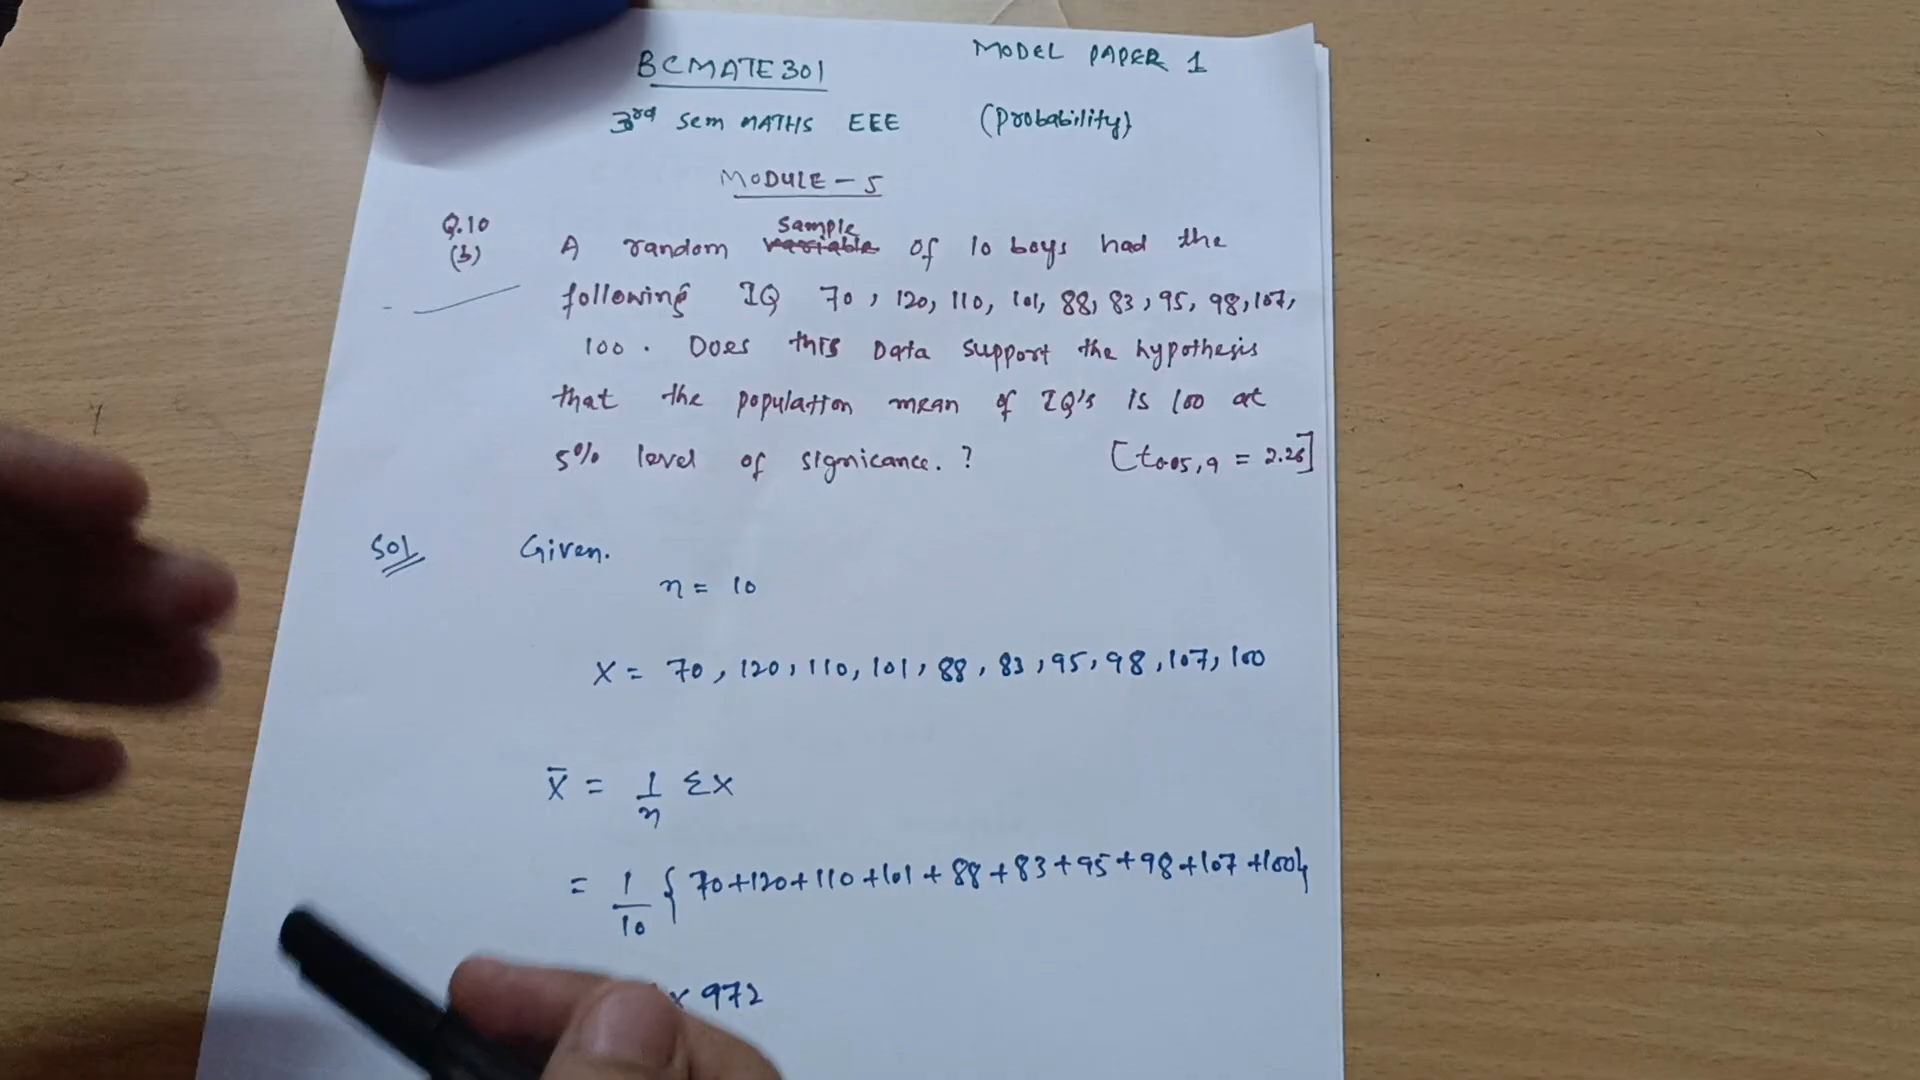 BCMATE301 MODEL PAPER 1
3rd Sem MATHS EEE (Probability)
MODULE - 5
Q.10 Sample
(b) A random variable of 10 boys had the
following IQ 70, 120, 110, 101, 88, 83, 95, 98, 107,
100. Does this Data support the hypothesis
that the population mean of IQ's is 100 at
5% level of signicance. ? [t0.05,9 = 2.26]
Sol Given.
n = 10
X = 70, 120, 110, 101, 88, 83, 95, 98, 107, 100
X̄ = 1/n ΣX
= 1/10 {70+120+110+101+88+83+95+98+107+100}
x 972